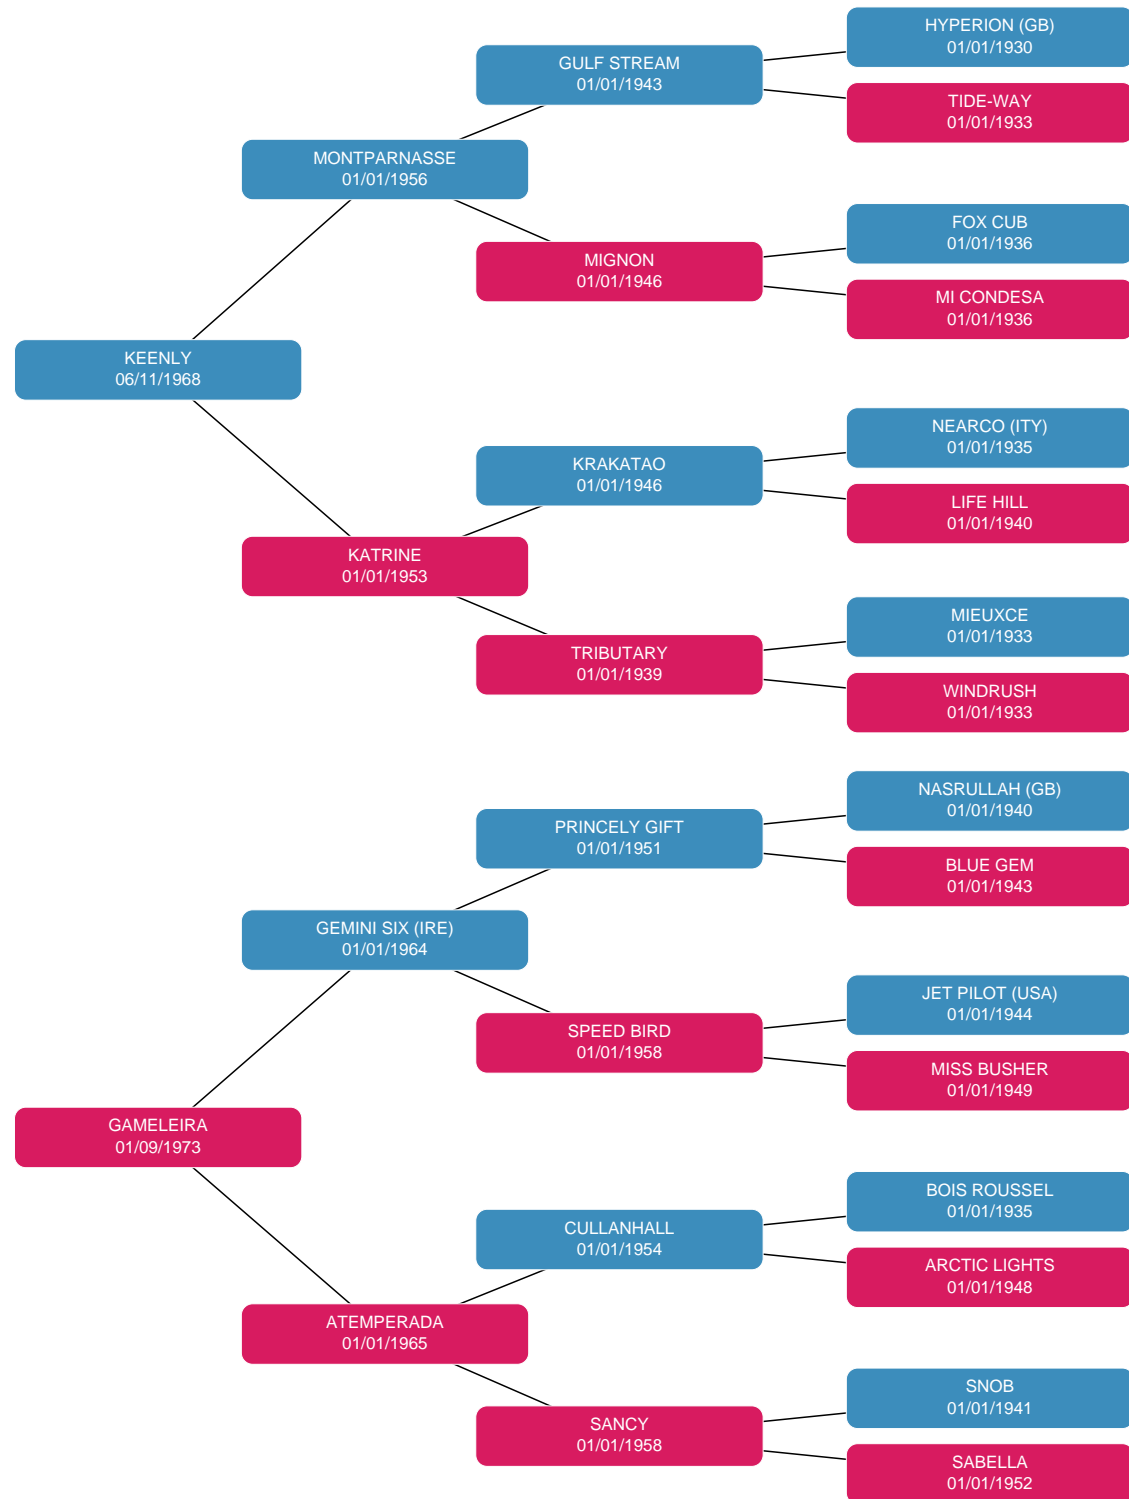 HYPERION (GB)
01/01/1930
GULF STREAM
01/01/1943
TIDE-WAY
01/01/1933
MONTPARNASSE
01/01/1956
FOX CUB
01/01/1936
MIGNON
01/01/1946
MI CONDESA
01/01/1936
KEENLY
06/11/1968
NEARCO (ITY)
01/01/1935
KRAKATAO
01/01/1946
LIFE HILL
01/01/1940
KATRINE
01/01/1953
MIEUXCE
01/01/1933
TRIBUTARY
01/01/1939
WINDRUSH
01/01/1933
NASRULLAH (GB)
01/01/1940
PRINCELY GIFT
01/01/1951
BLUE GEM
01/01/1943
GEMINI SIX (IRE)
01/01/1964
JET PILOT (USA)
01/01/1944
SPEED BIRD
01/01/1958
MISS BUSHER
01/01/1949
GAMELEIRA
01/09/1973
BOIS ROUSSEL
01/01/1935
CULLANHALL
01/01/1954
ARCTIC LIGHTS
01/01/1948
ATEMPERADA
01/01/1965
SNOB
01/01/1941
SANCY
01/01/1958
SABELLA
01/01/1952